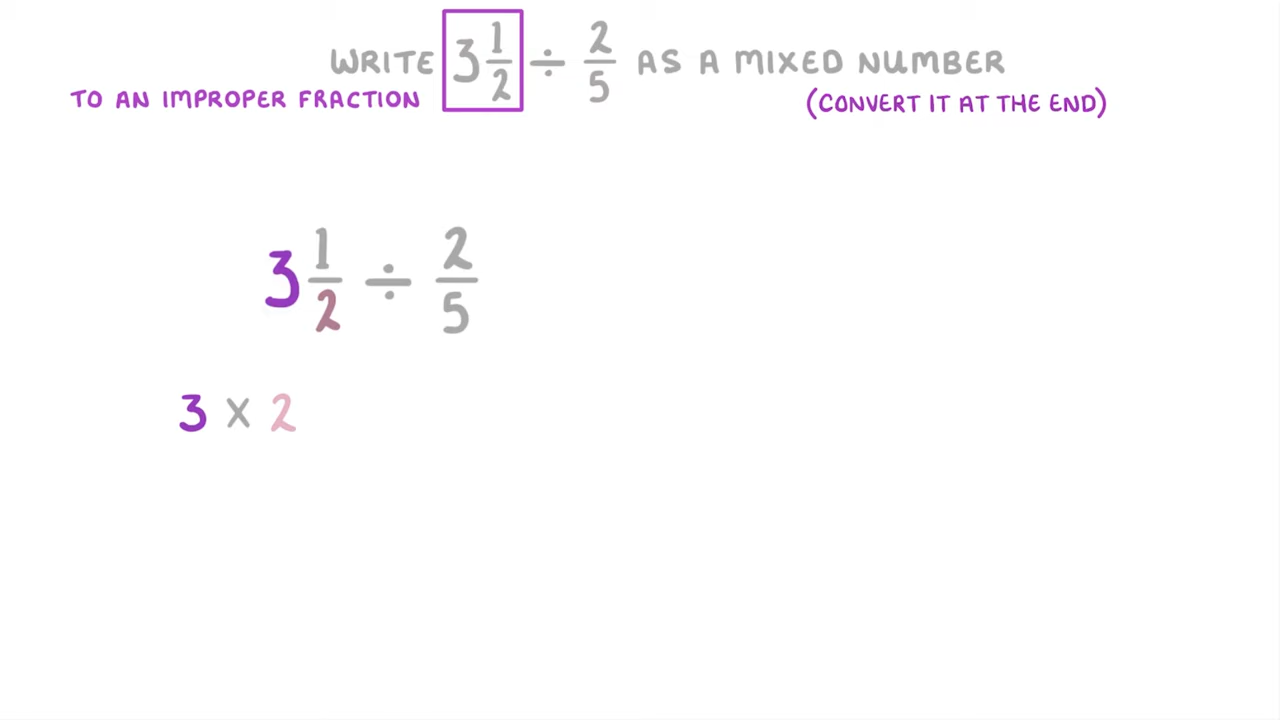 WRITE 3 1/2 ÷ 2/5 AS A MIXED NUMBER
TO AN IMPROPER FRACTION (CONVERT IT AT THE END)
3 1/2 ÷ 2/5
3 × 2